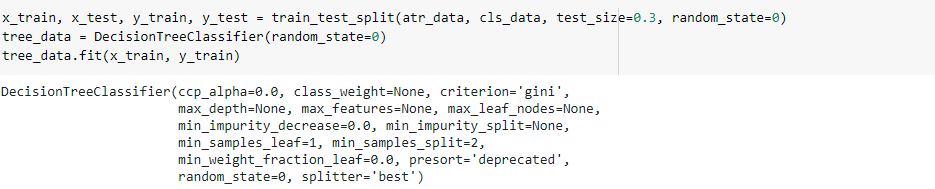 x_train, x_test, y_train, y_test = train_test_split(atr_data, cls_data, test_size=0.3, random_state=0)
tree_data = DecisionTreeClassifier(random_state=0)
tree_data.fit(x_train, y_train)
DecisionTreeClassifier(ccp_alpha=0.0, class_weight=None, criterion='gini',
max_depth=None, max_features=None, max_leaf_nodes=None,
min_impurity_decrease=0.0, min_impurity_split=None,
min_samples_leaf=1, min_samples_split=2,
min_weight_fraction_leaf=0.0, presort='deprecated',
random_state=0, splitter='best')